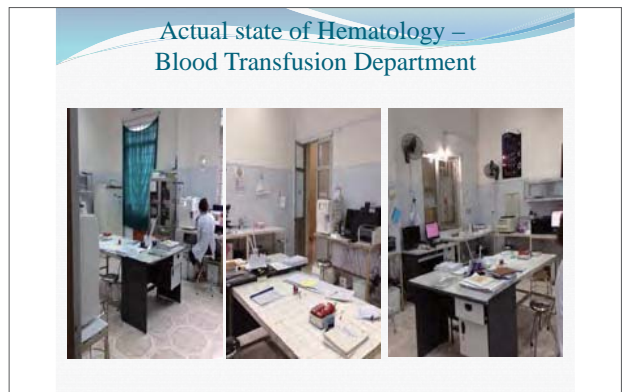 Actual state of Hematology –
Blood Transfusion Department